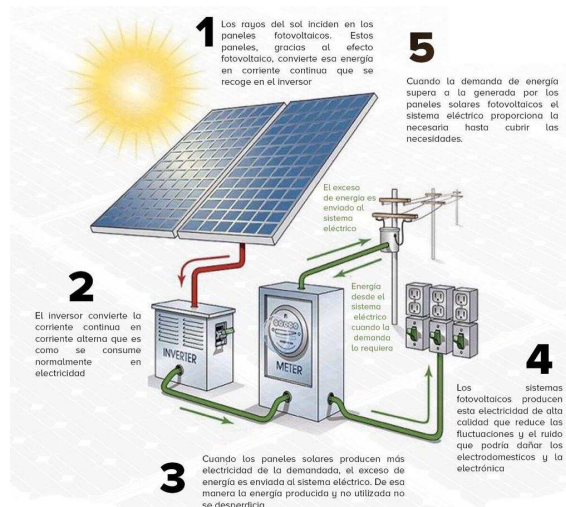 1
Los rayos del sol inciden en los
paneles fotovoltaicos. Estos
paneles, gracias al efecto
fotovoltaico, convierte esa energía
en corriente continua que se
recoge en el inversor
5
Cuando la demanda de energía
supera a la generada por los
paneles solares fotovoltaicos el
sistema eléctrico proporciona la
necesaria hasta cubrir las
necesidades.
El exceso
de energía es
enviado al
sistema
eléctrico
Energía
desde el
sistema
eléctrico
cuando la
demanda
lo requiera
2
El inversor convierte la
corriente continua en
corriente alterna que es
como se consume
normalmente en
electricidad
INVERTER
METER
4
Los sistemas
fotovoltaicos producen
esta electricidad de alta
calidad que reduce las
fluctuaciones y el ruido
que podría dañar los
electrodomesticos y la
electrónica
3
Cuando los paneles solares producen más
electricidad de la demandada, el exceso de
energía es enviada al sistema eléctrico. De esa
manera la energía producida y no utilizada no
se desperdicia